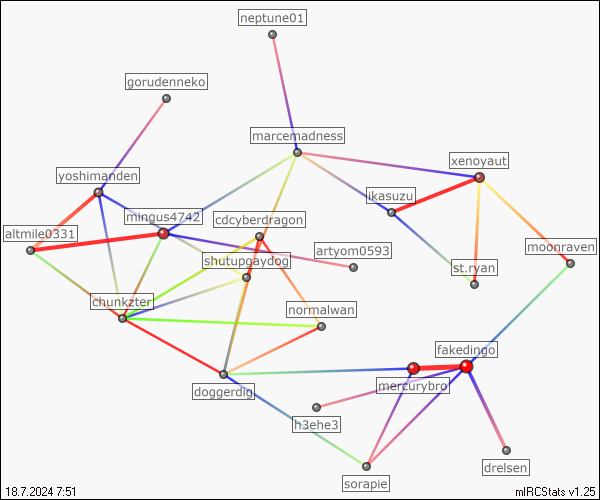 neptune01
gorudenneko
marcemadness
xenoyaut
yoshimanden
ikasuzu
mingus4742
cdcyberdragon
altmile0331
artyom0593
moonraven
shutupgaydog
st.ryan
chunkzter
normalwan
fakedingo
mercurybro
doggerdig
h3ehe3
drelsen
sorapie
18.7.2024 7:51
mIRCStats v1.25